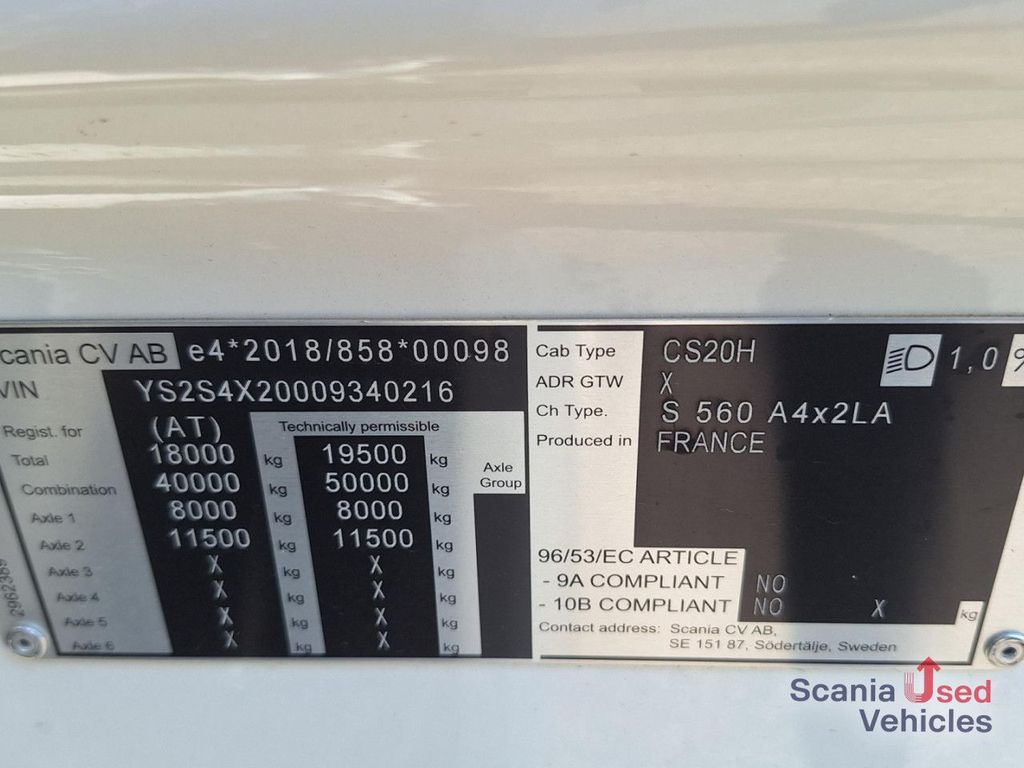 cania CV AB e4*2018/858*00098
VIN YS2S4X20009340216
Regist. for (AT) Technically permissible
Total 18000 kg 19500 kg Axle
Combination 40000 kg 50000 kg Group
Axle 1 8000 kg 8000 kg
Axle 2 11500 kg 11500 kg
Axle 3 X kg X kg
Axle 4 X kg X kg
Axle 5 X kg X kg
Axle 6 X kg X kg
2962389
Cab Type CS20H 1,0 %
ADR GTW X
Ch Type. S 560 A4x2LA
Produced in FRANCE
96/53/EC ARTICLE
- 9A COMPLIANT NO
- 10B COMPLIANT NO X kg
Contact address: Scania CV AB,
SE 151 87, Södertälje, Sweden
Scania Used
Vehicles